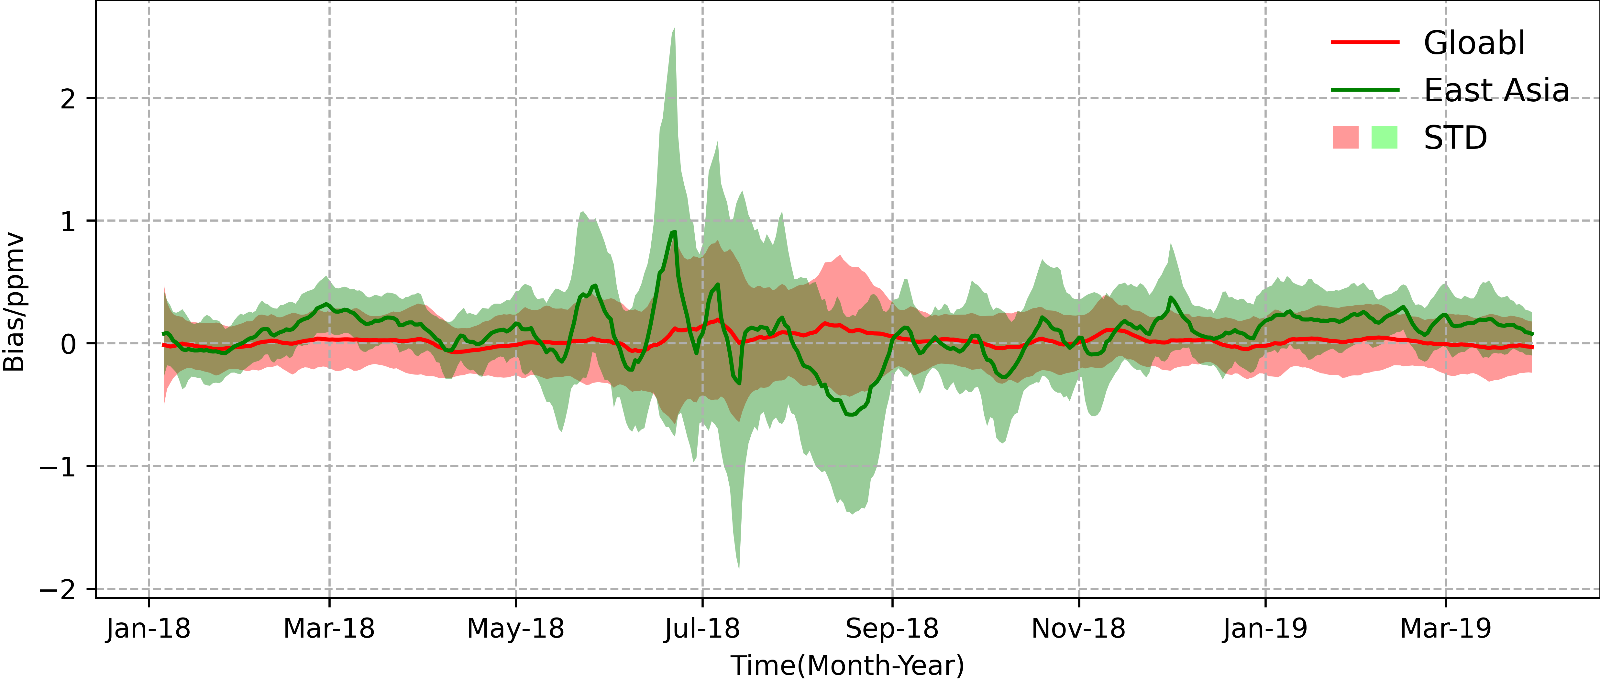 Gloabl
East Asia
STD
Bias/ppmv
2
1
0
−1
−2
Jan-18 Mar-18 May-18 Jul-18 Sep-18 Nov-18 Jan-19 Mar-19
Time(Month-Year)